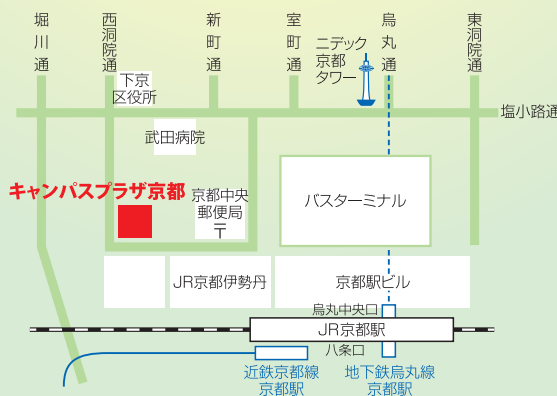 堀川通
西洞院通
新町通
室町通
ニデック
京都
タワー
烏丸通
東洞院通
下京
区役所
塩小路通
武田病院
キャンパスプラザ京都
京都中央
郵便局
〒
バスターミナル
JR京都伊勢丹
京都駅ビル
烏丸中央口
JR京都駅
八条口
近鉄京都線
京都駅
地下鉄烏丸線
京都駅